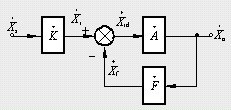 Ẋs K̇ Ẋi + Ẋid Ȧ Ẋo
−
Ẋf Ḟ